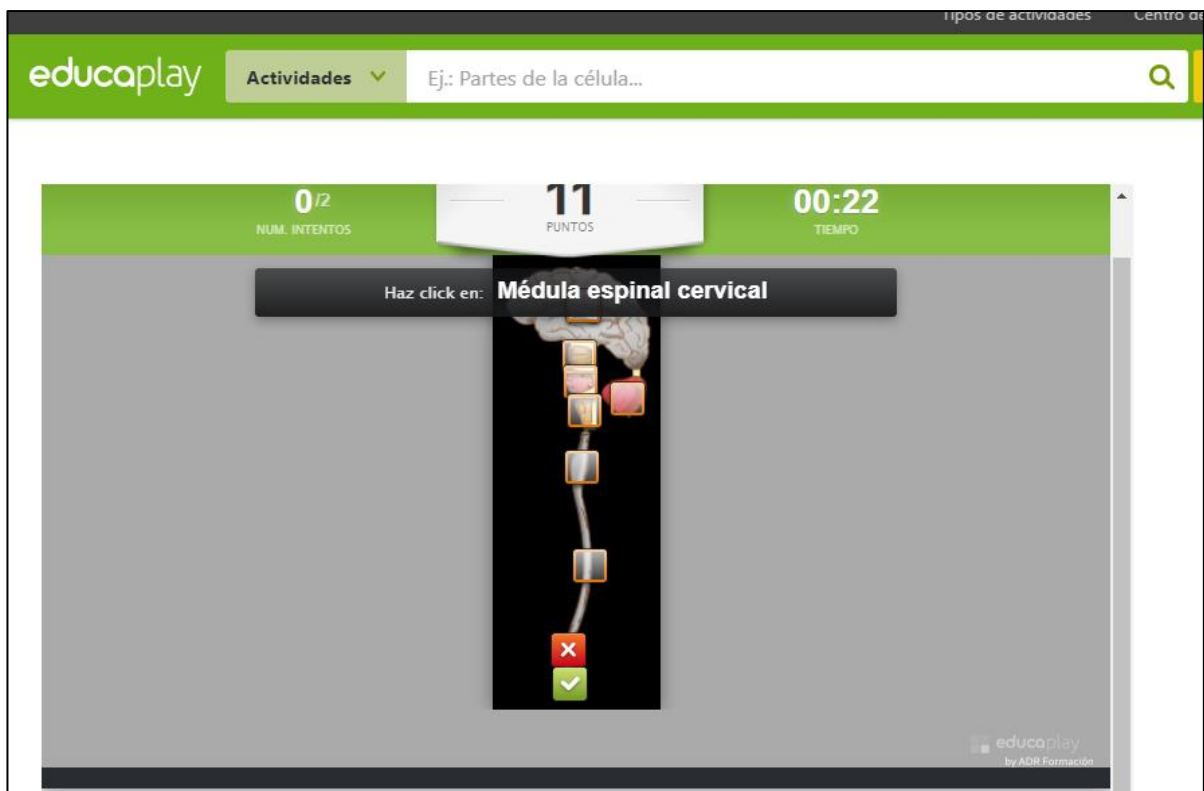 Tipos de actividades Centro de
educaplay Actividades Ej.: Partes de la célula...
0/2 11 00:22
NUM. INTENTOS PUNTOS TIEMPO
Haz click en: Médula espinal cervical
educaplay
by ADR Formación